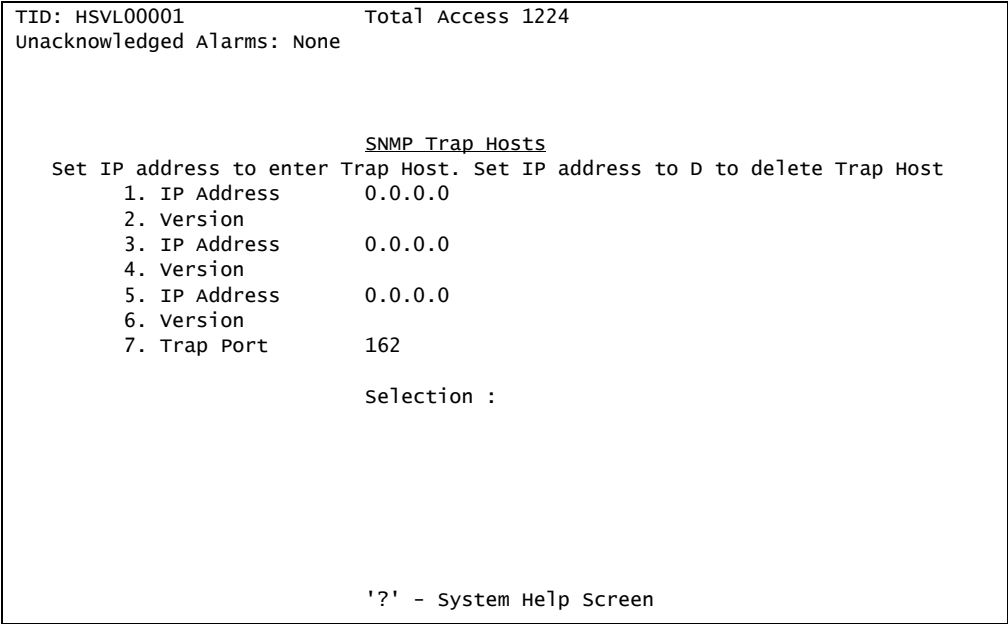 TID: HSVL00001 Total Access 1224
Unacknowledged Alarms: None
SNMP Trap Hosts
Set IP address to enter Trap Host. Set IP address to D to delete Trap Host
1. IP Address 0.0.0.0
2. Version
3. IP Address 0.0.0.0
4. Version
5. IP Address 0.0.0.0
6. Version
7. Trap Port 162
Selection :
'?' – System Help Screen